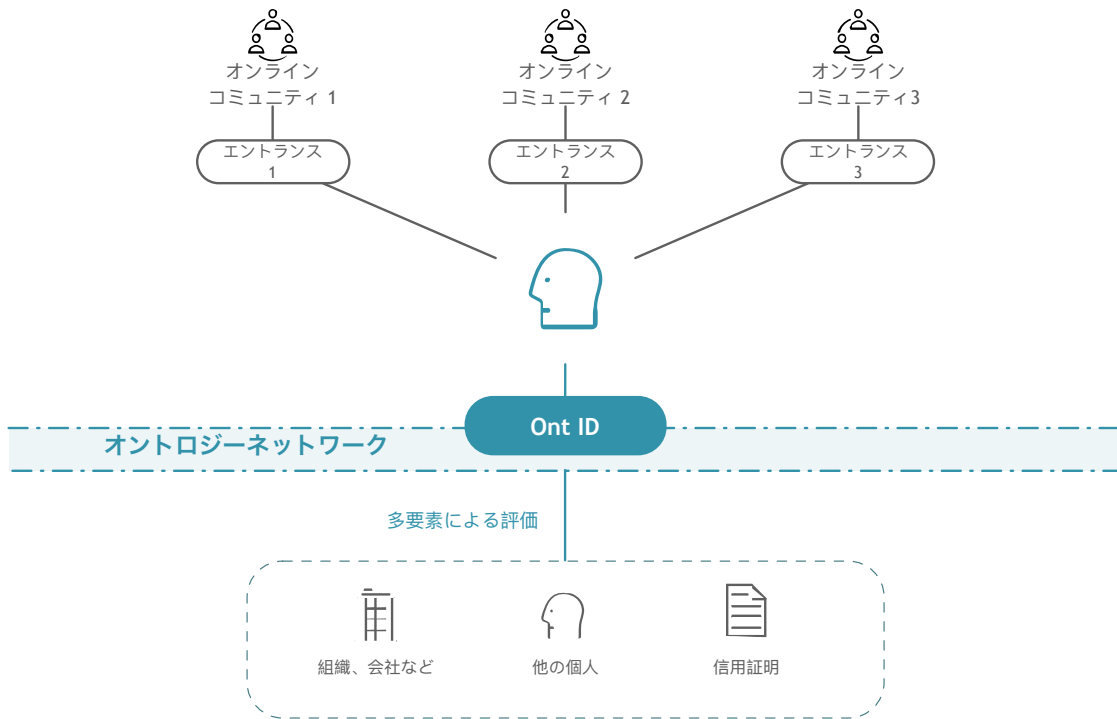 オンライン
コミュニティ 1
オンライン
コミュニティ 2
オンライン
コミュニティ3
エントランス
1
エントランス
2
エントランス
3
Ont ID
オントロジーネットワーク
多要素による評価
組織、会社など
他の個人
信用証明